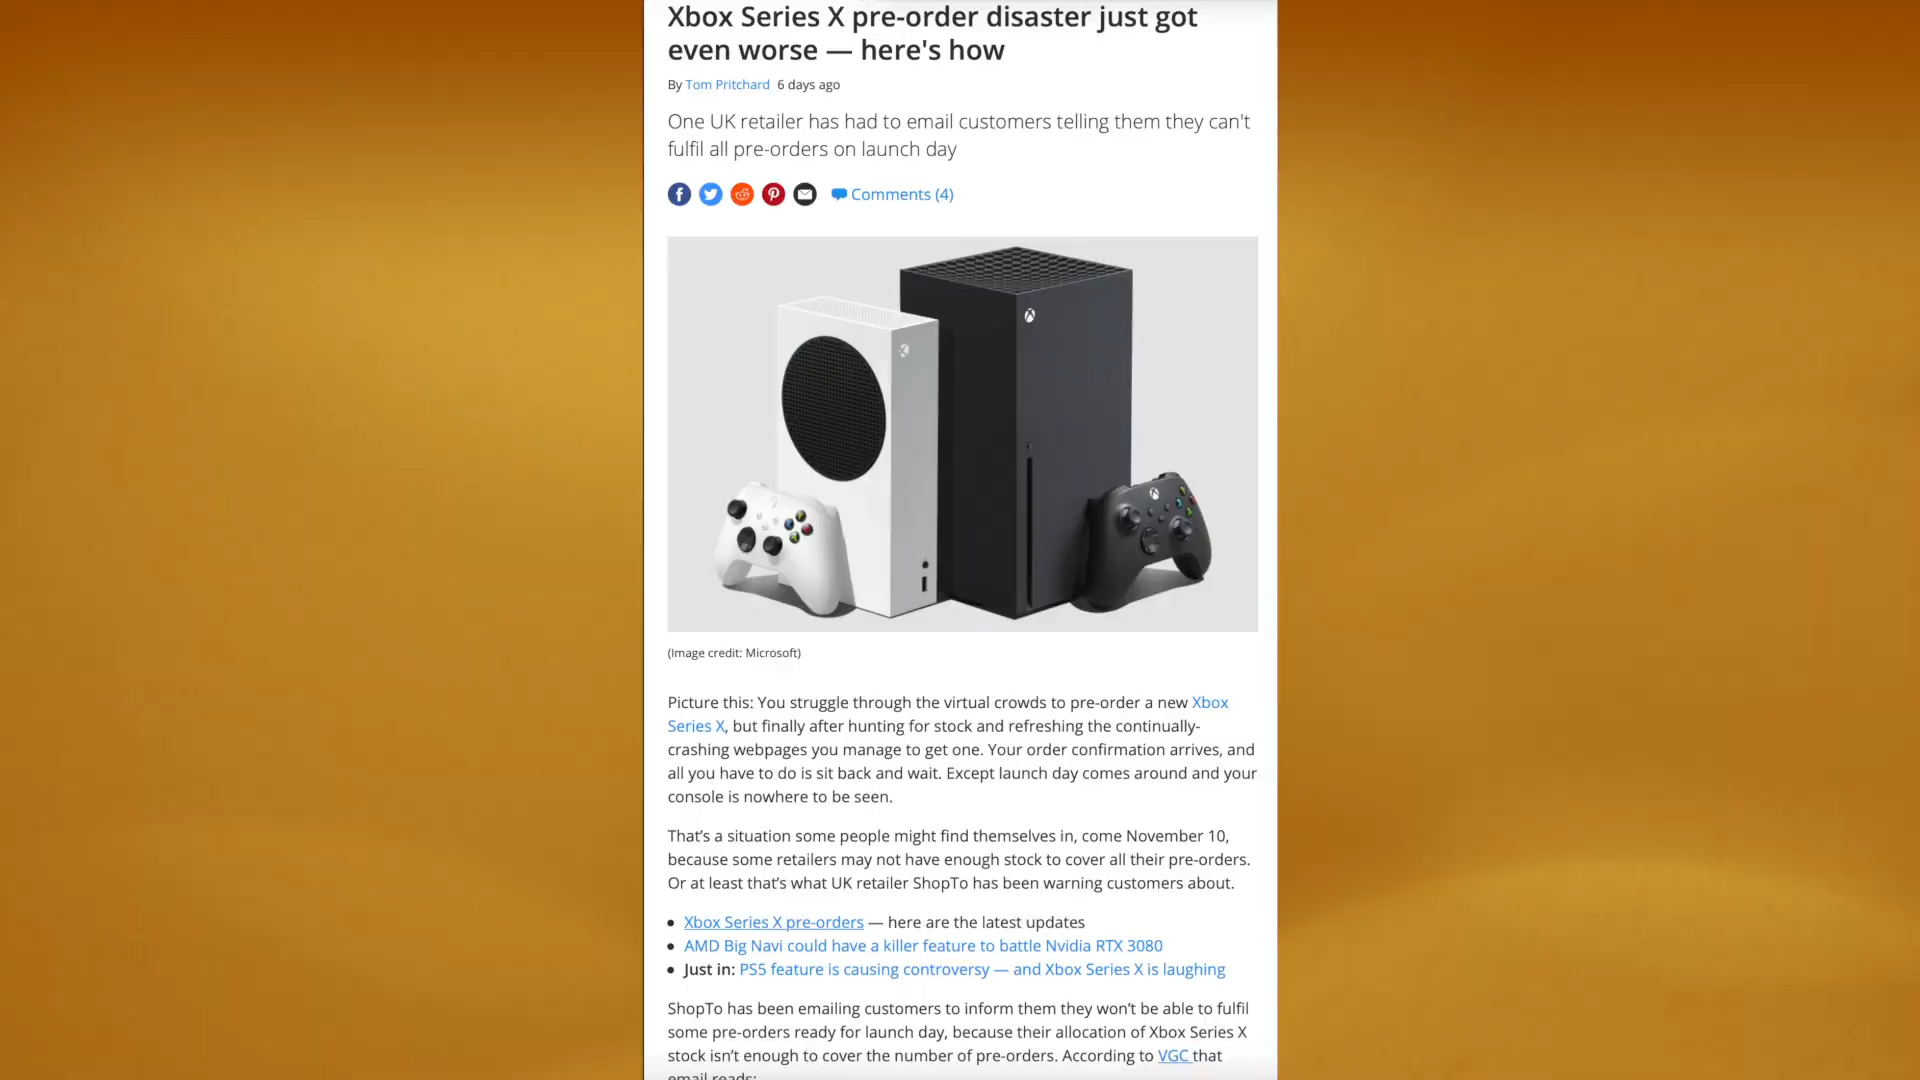 Xbox Series X pre-order disaster just got
even worse — here's how
By Tom Pritchard 6 days ago
One UK retailer has had to email customers telling them they can't
fulfil all pre-orders on launch day
Comments (4)
(Image credit: Microsoft)
Picture this: You struggle through the virtual crowds to pre-order a new Xbox
Series X, but finally after hunting for stock and refreshing the continually-
crashing webpages you manage to get one. Your order confirmation arrives, and
all you have to do is sit back and wait. Except launch day comes around and your
console is nowhere to be seen.
That’s a situation some people might find themselves in, come November 10,
because some retailers may not have enough stock to cover all their pre-orders.
Or at least that’s what UK retailer ShopTo has been warning customers about.
• Xbox Series X pre-orders — here are the latest updates
• AMD Big Navi could have a killer feature to battle Nvidia RTX 3080
• Just in: PS5 feature is causing controversy — and Xbox Series X is laughing
ShopTo has been emailing customers to inform them they won’t be able to fulfil
some pre-orders ready for launch day, because their allocation of Xbox Series X
stock isn’t enough to cover the number of pre-orders. According to VGC that
email reads: